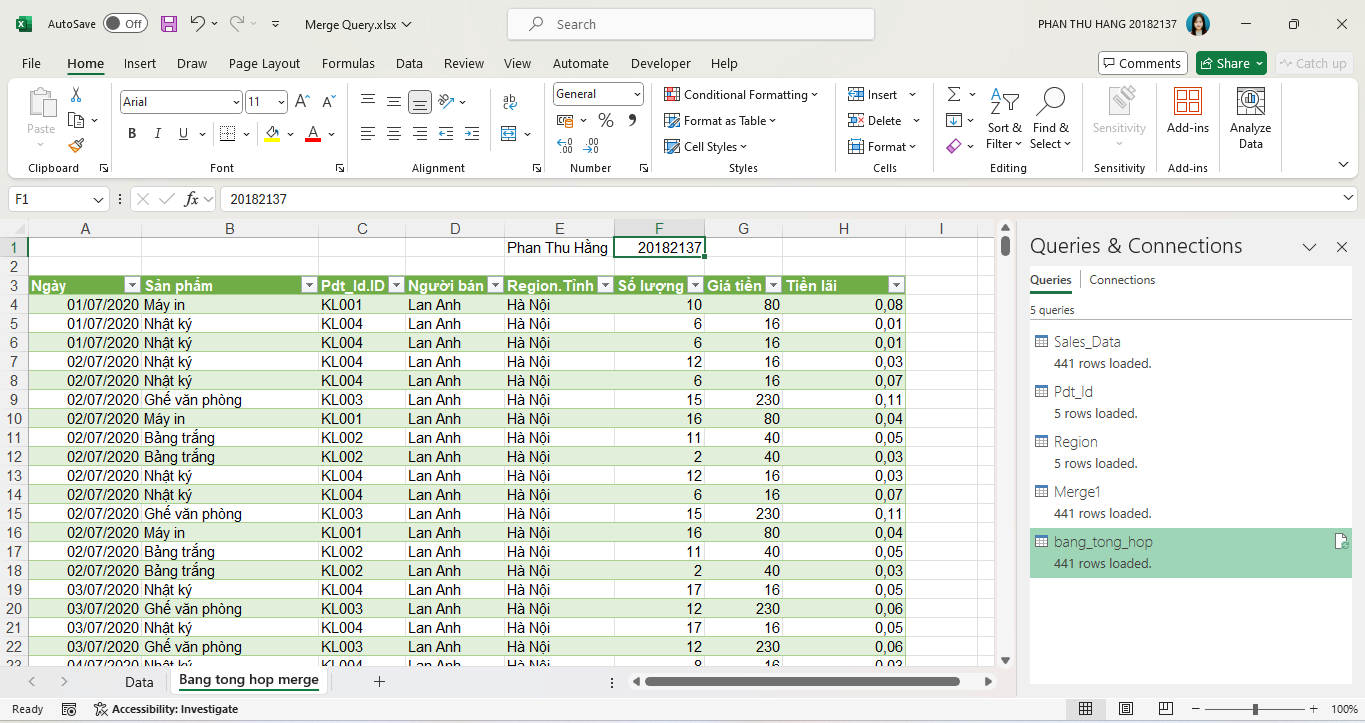 AutoSave Off Merge Query.xlsx Search PHAN THU HANG 20182137
File Home Insert Draw Page Layout Formulas Data Review View Automate Developer Help Comments Share Catch up
Paste Arial 11 General Conditional Formatting Insert
B I U Format as Table Delete Sort & Find & Sensitivity Add-ins Analyze
Cell Styles Format Filter Select Data
Clipboard Font Alignment Number Styles Cells Editing Sensitivity Add-ins
F1 fx 20182137
A B C D E F G H I
1 Phan Thu Hằng 20182137
2
3 Ngày Sản phẩm Pdt_Id.ID Người bán Region.Tỉnh Số lượng Giá tiền Tiền lãi
4 01/07/2020 Máy in KL001 Lan Anh Hà Nội 10 80 0,08
5 01/07/2020 Nhật ký KL004 Lan Anh Hà Nội 6 16 0,01
6 01/07/2020 Nhật ký KL004 Lan Anh Hà Nội 6 16 0,01
7 02/07/2020 Nhật ký KL004 Lan Anh Hà Nội 12 16 0,03
8 02/07/2020 Nhật ký KL004 Lan Anh Hà Nội 6 16 0,07
9 02/07/2020 Ghế văn phòng KL003 Lan Anh Hà Nội 15 230 0,11
10 02/07/2020 Máy in KL001 Lan Anh Hà Nội 16 80 0,04
11 02/07/2020 Bảng trắng KL002 Lan Anh Hà Nội 11 40 0,05
12 02/07/2020 Bảng trắng KL002 Lan Anh Hà Nội 2 40 0,03
13 02/07/2020 Nhật ký KL004 Lan Anh Hà Nội 12 16 0,03
14 02/07/2020 Nhật ký KL004 Lan Anh Hà Nội 6 16 0,07
15 02/07/2020 Ghế văn phòng KL003 Lan Anh Hà Nội 15 230 0,11
16 02/07/2020 Máy in KL001 Lan Anh Hà Nội 16 80 0,04
17 02/07/2020 Bảng trắng KL002 Lan Anh Hà Nội 11 40 0,05
18 02/07/2020 Bảng trắng KL002 Lan Anh Hà Nội 2 40 0,03
19 03/07/2020 Nhật ký KL004 Lan Anh Hà Nội 17 16 0,05
20 03/07/2020 Ghế văn phòng KL003 Lan Anh Hà Nội 12 230 0,06
21 03/07/2020 Nhật ký KL004 Lan Anh Hà Nội 17 16 0,05
22 03/07/2020 Ghế văn phòng KL003 Lan Anh Hà Nội 12 230 0,06
Queries & Connections
Queries Connections
5 queries
Sales_Data
441 rows loaded.
Pdt_Id
5 rows loaded.
Region
5 rows loaded.
Merge1
441 rows loaded.
bang_tong_hop
441 rows loaded.
Data Bang tong hop merge
Ready Accessibility: Investigate 100%